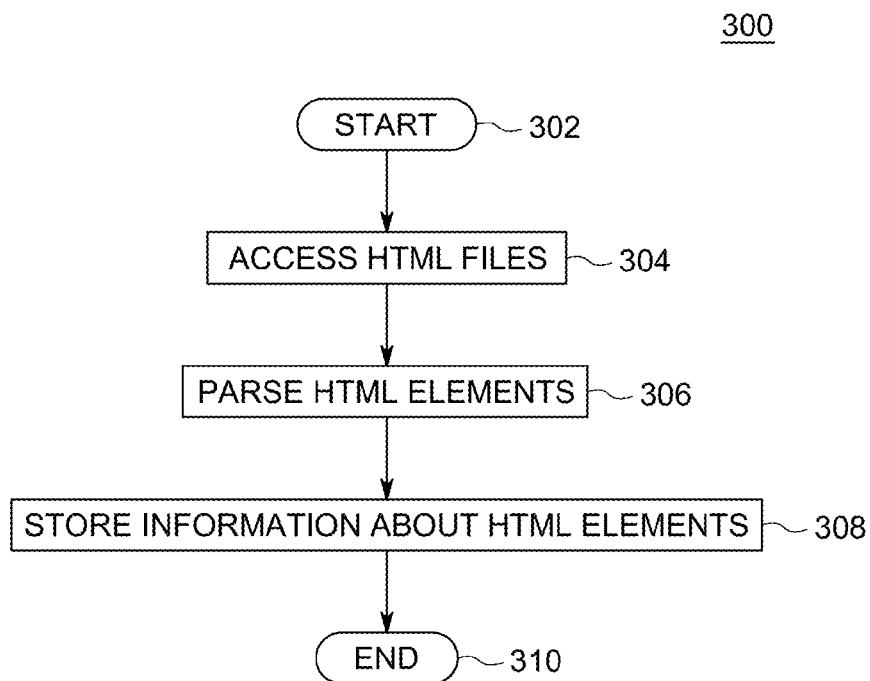 300
START 302
ACCESS HTML FILES 304
PARSE HTML ELEMENTS 306
STORE INFORMATION ABOUT HTML ELEMENTS 308
END 310